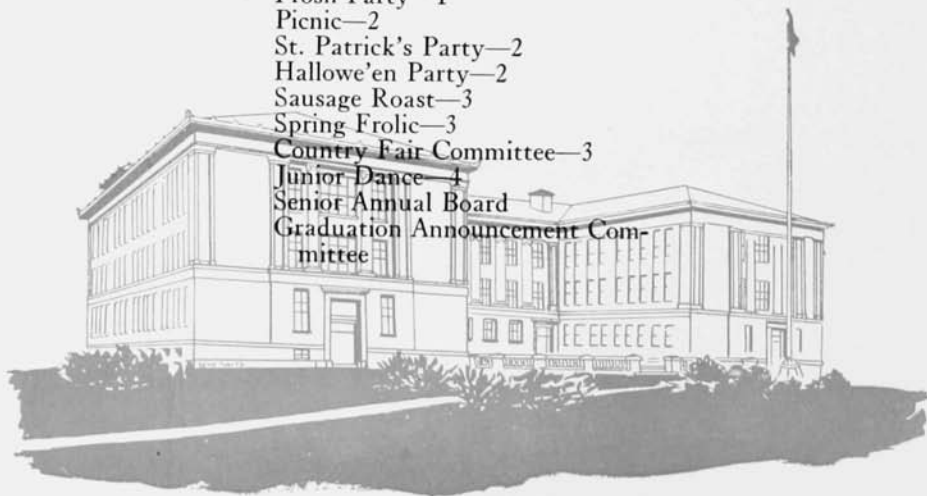 Picnic—2
St. Patrick's Party—2
Hallowe'en Party—2
Sausage Roast—3
Spring Frolic—3
Country Fair Committee—3
Junior Dance—4
Senior Annual Board
Graduation Announcement Com-
mittee